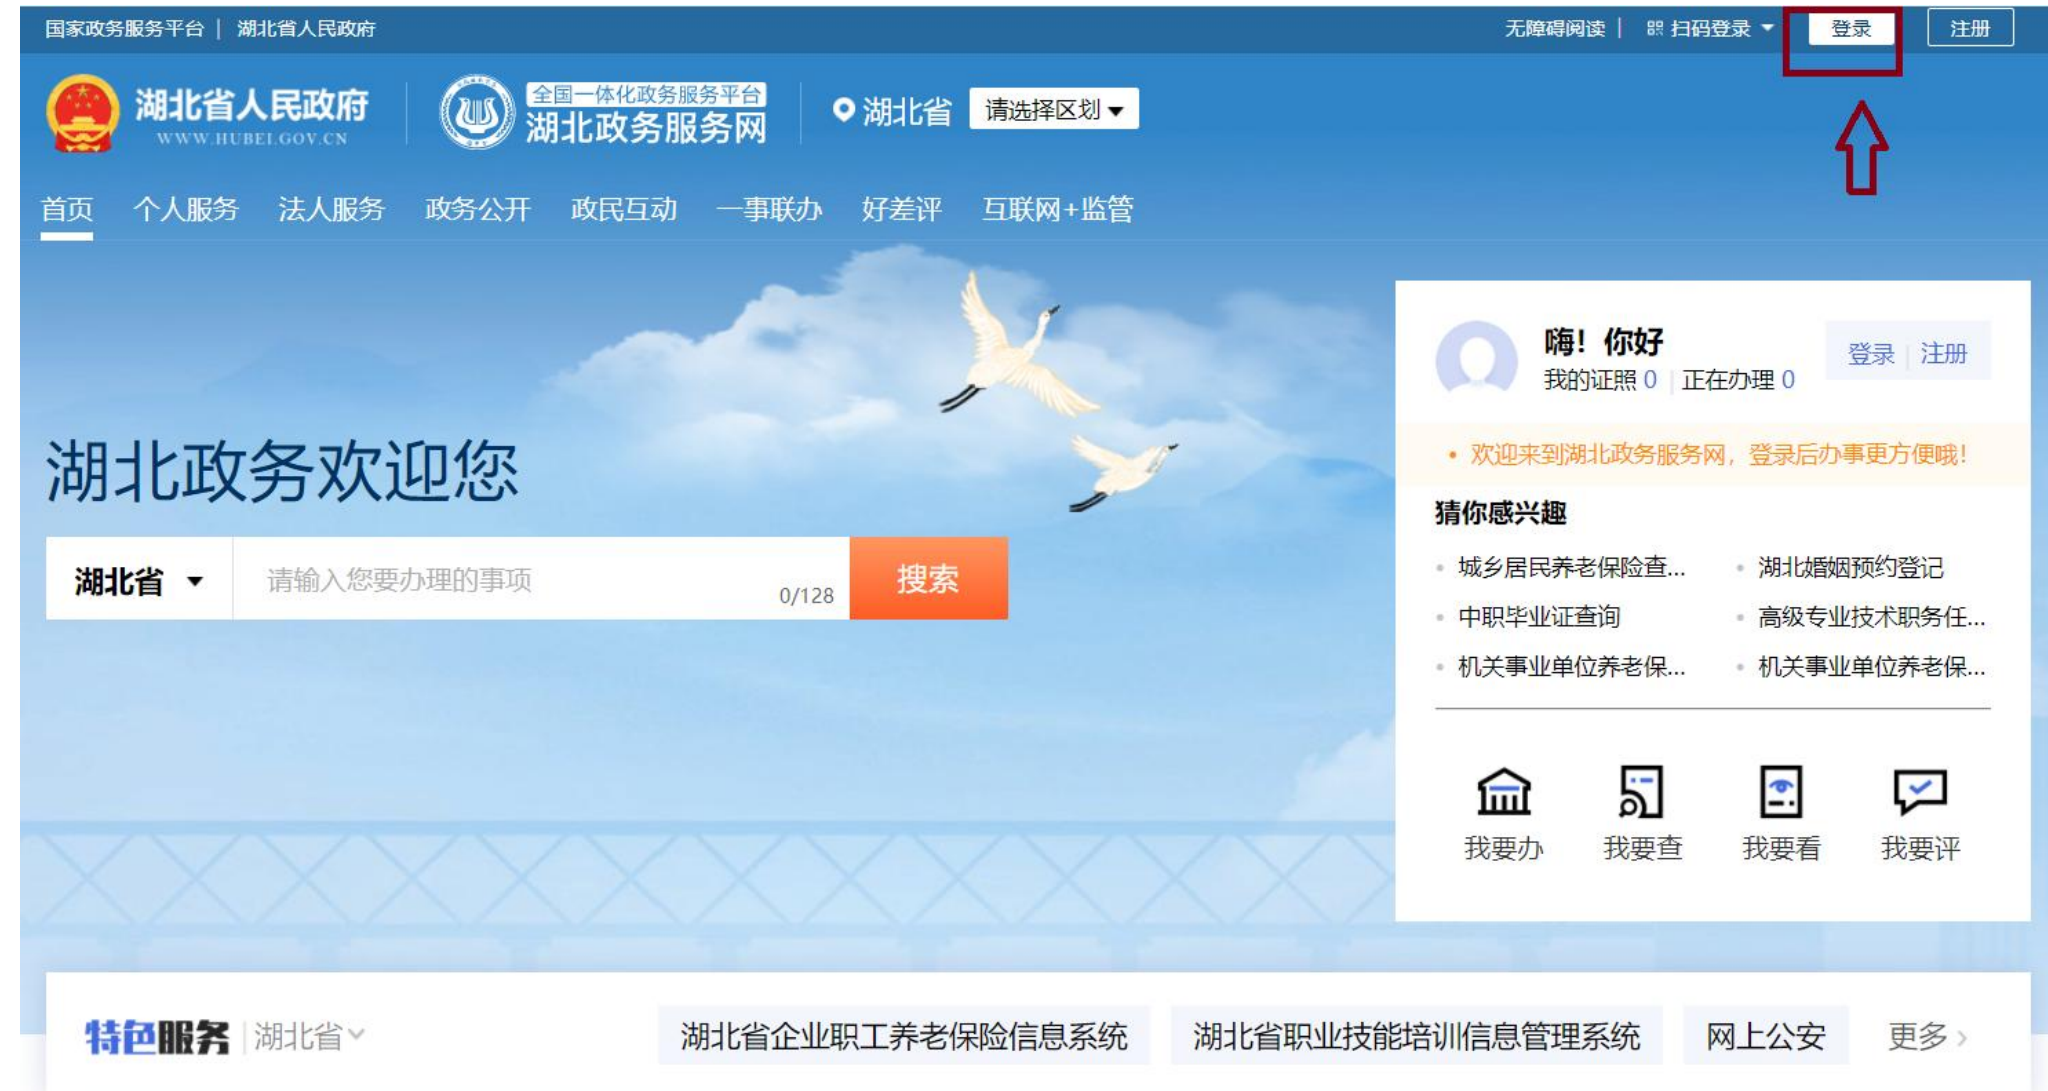 国家政务服务平台 | 湖北省人民政府
无障碍阅读 | 扫码登录 登录 注册
湖北省人民政府
WWW.HUBEI.GOV.CN
全国一体化政务服务平台
湖北政务服务网
湖北省 请选择区划
首页 个人服务 法人服务 政务公开 政民互动 一事联办 好差评 互联网+监管
嗨！你好
我的证照 0 | 正在办理 0
登录 | 注册
• 欢迎来到湖北政务服务网，登录后办事更方便哦！
湖北政务欢迎您
湖北省 请输入您要办理的事项 0/128 搜索
猜你感兴趣
城乡居民养老保险查... 湖北婚姻预约登记
中职毕业证查询 高级专业技术职务任...
机关事业单位养老保... 机关事业单位养老保...
我要办 我要查 我要看 我要评
特色服务 | 湖北省 湖北省企业职工养老保险信息系统 湖北省职业技能培训信息管理系统 网上公安 更多 >